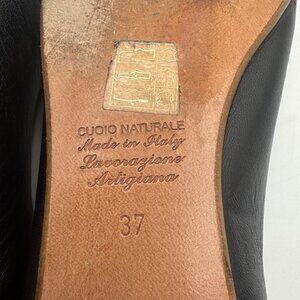 CUOIO NATURALE
Made in Italy
Lavorazione
Artigiana
37